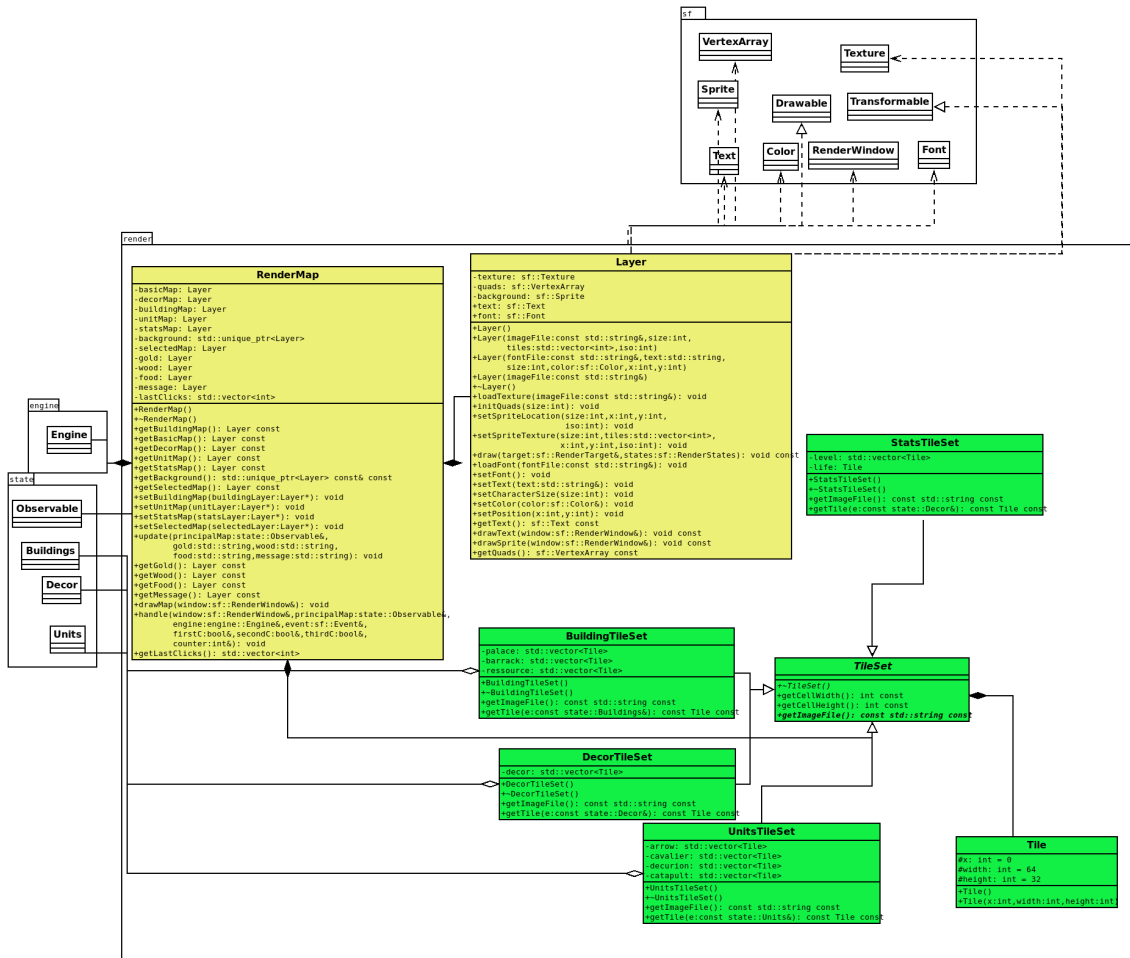 sf
VertexArray
Texture
Sprite
Drawable
Transformable
Text
Color
RenderWindow
Font
render
RenderMap
-basicMap: Layer
-decorMap: Layer
-buildingMap: Layer
-unitMap: Layer
-statsMap: Layer
-background: std::unique_ptr<Layer>
-selectedMap: Layer
-gold: Layer
-wood: Layer
-food: Layer
-message: Layer
-lastClicks: std::vector<int>
+RenderMap()
+~RenderMap()
+getBuildingMap(): Layer const
+getBasicMap(): Layer const
+getDecorMap(): Layer const
+getUnitMap(): Layer const
+getStatsMap(): Layer const
+getBackground(): std::unique_ptr<Layer> const& const
+getSelectedMap(): Layer const
+setBuildingMap(buildingLayer:Layer*): void
+setUnitMap(unitLayer:Layer*): void
+setStatsMap(statsLayer:Layer*): void
+setSelectedMap(selectedLayer:Layer*): void
+update(principalMap:state::Observable&,
gold:std::string,wood:std::string,
food:std::string,message:std::string): void
+getGold(): Layer const
+getWood(): Layer const
+getFood(): Layer const
+getMessage(): Layer const
+drawMap(window:sf::RenderWindow&): void
+handle(window:sf::RenderWindow&,principalMap:state::Observable&,
engine:engine::Engine&,event:sf::Event&,
firstC:bool&,secondC:bool&,thirdC:bool&,
counter:int&): void
+getLastClicks(): std::vector<int>
Layer
-texture: sf::Texture
-quads: sf::VertexArray
-background: sf::Sprite
+text: sf::Text
+font: sf::Font
+Layer()
+Layer(imageFile:const std::string&,size:int,
tiles:std::vector<int>,iso:int)
+Layer(fontFile:const std::string&,text:std::string,
size:int,color:sf::Color,x:int,y:int)
+Layer(imageFile:const std::string&)
+~Layer()
+loadTexture(imageFile:const std::string&): void
+initQuads(size:int): void
+setSpriteLocation(size:int,x:int,y:int,
iso:int): void
+setSpriteTexture(size:int,tiles:std::vector<int>,
x:int,y:int,iso:int): void
+draw(target:sf::RenderTarget&,states:sf::RenderStates): void const
+loadFont(fontFile:const std::string&): void
+setFont(): void
+setText(text:std::string&): void
+setCharacterSize(size:int): void
+setColor(color:sf::Color&): void
+setPosition(x:int,y:int): void
+getText(): sf::Text const
+drawText(window:sf::RenderWindow&): void const
+drawSprite(window:sf::RenderWindow&): void const
+getQuads(): sf::VertexArray const
engine
Engine
state
Observable
Buildings
Decor
Units
StatsTileSet
-level: std::vector<Tile>
-life: Tile
+StatsTileSet()
+~StatsTileSet()
+getImageFile(): const std::string const
+getTile(e:const state::Decor&): const Tile const
BuildingTileSet
-palace: std::vector<Tile>
-barrack: std::vector<Tile>
-ressource: std::vector<Tile>
+BuildingTileSet()
+~BuildingTileSet()
+getImageFile(): const std::string const
+getTile(e:const state::Buildings&): const Tile const
TileSet
+~TileSet()
+getCellWidth(): int const
+getCellHeight(): int const
+getImageFile(): const std::string const
DecorTileSet
-decor: std::vector<Tile>
+DecorTileSet()
+~DecorTileSet()
+getImageFile(): const std::string const
+getTile(e:const state::Decor&): const Tile const
UnitsTileSet
-arrow: std::vector<Tile>
-cavalier: std::vector<Tile>
-decurion: std::vector<Tile>
-catapult: std::vector<Tile>
+UnitsTileSet()
+~UnitsTileSet()
+getImageFile(): const std::string const
+getTile(e:const state::Units&): const Tile const
Tile
#x: int = 0
#width: int = 64
#height: int = 32
+Tile()
+Tile(x:int,width:int,height:int)